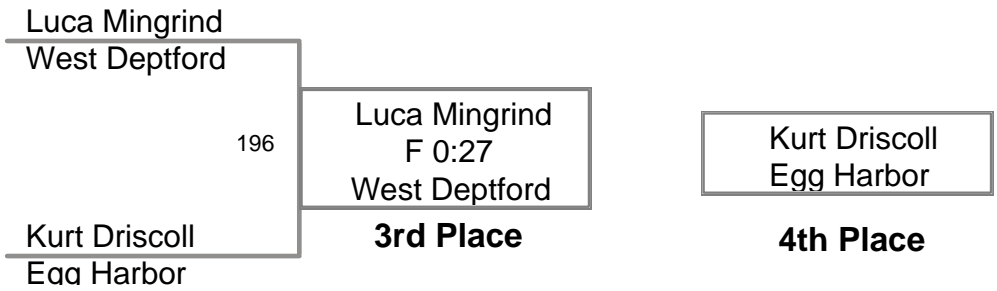 Luca Mingrind
West Deptford
196
Luca Mingrind
F 0:27
West Deptford
3rd Place
Kurt Driscoll
Egg Harbor
4th Place
Kurt Driscoll
Egg Harbor